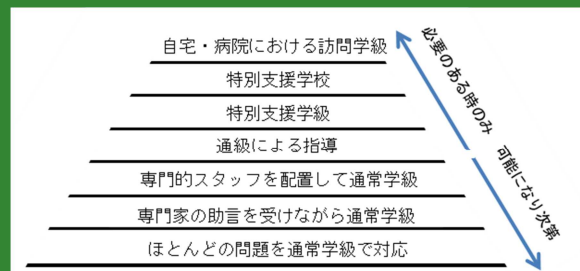 自宅・病院における訪問学級
特別支援学校
特別支援学級
通級による指導
専門的スタッフを配置して通常学級
専門家の助言を受けながら通常学級
ほとんどの問題を通常学級で対応
必要のある時のみ 可能になり次第